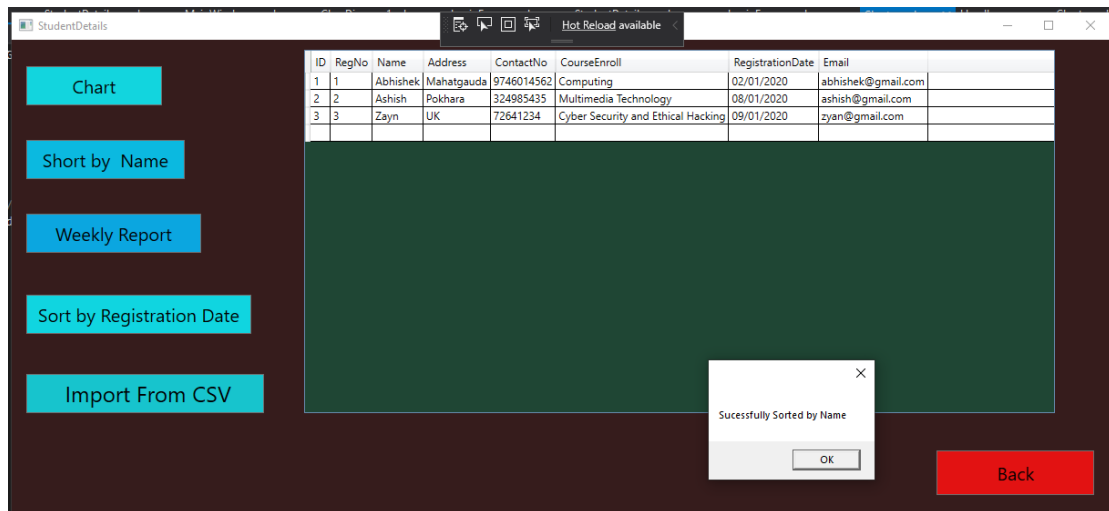 StudentDetails
Hot Reload available
Chart
Short by Name
Weekly Report
Sort by Registration Date
Import From CSV
ID RegNo Name Address ContactNo CourseEnroll RegistrationDate Email
1 1 Abhishek Mahatgauda 9746014562 Computing 02/01/2020 abhishek@gmail.com
2 2 Ashish Pokhara 324985435 Multimedia Technology 08/01/2020 ashish@gmail.com
3 3 Zayn UK 72641234 Cyber Security and Ethical Hacking 09/01/2020 zyan@gmail.com
Sucessfully Sorted by Name
OK
Back